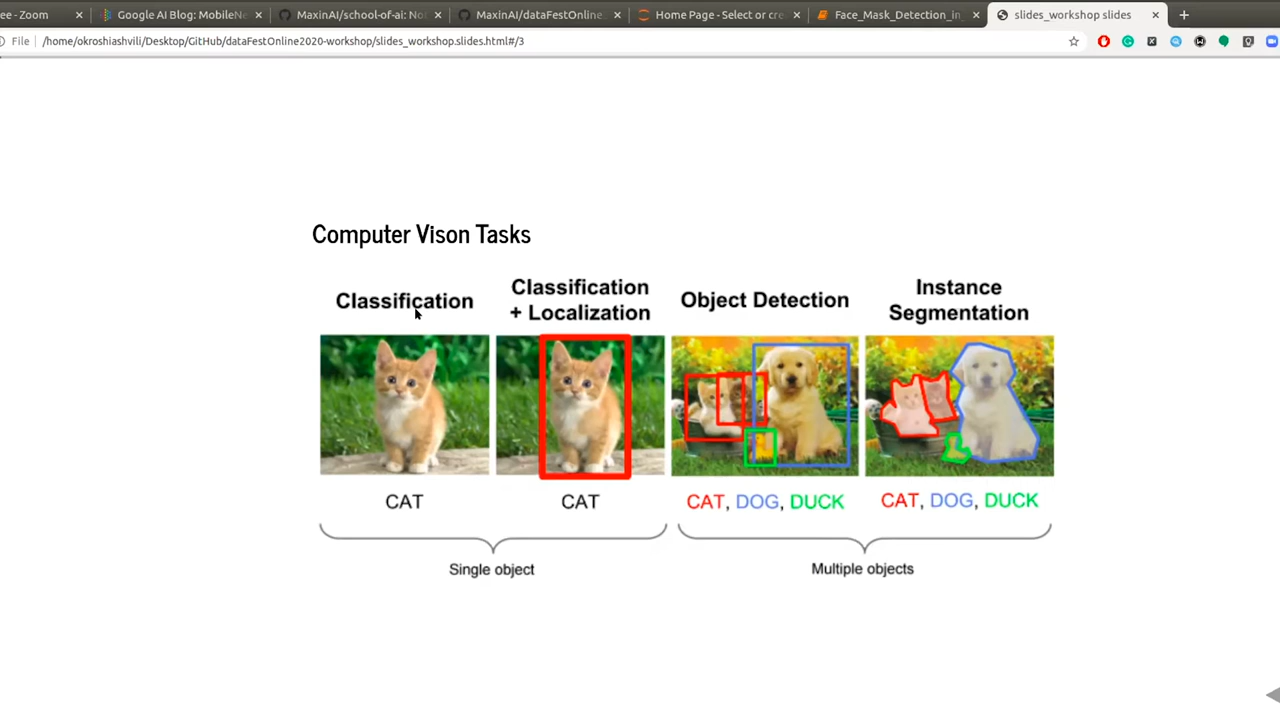 ee - Zoom
Google AI Blog: MobileNe
MaxinAI/school-of-ai: No
MaxinAI/dataFestOnline
Home Page - Select or cre
Face_Mask_Detection_in
slides_workshop slides
File
/home/okroshiashvili/Desktop/GitHub/dataFestOnline2020-workshop/slides_workshop.slides.html#/3
Computer Vison Tasks
Classification
Classification
+ Localization
Object Detection
Instance
Segmentation
CAT
CAT
CAT, DOG, DUCK
CAT, DOG, DUCK
Single object
Multiple objects